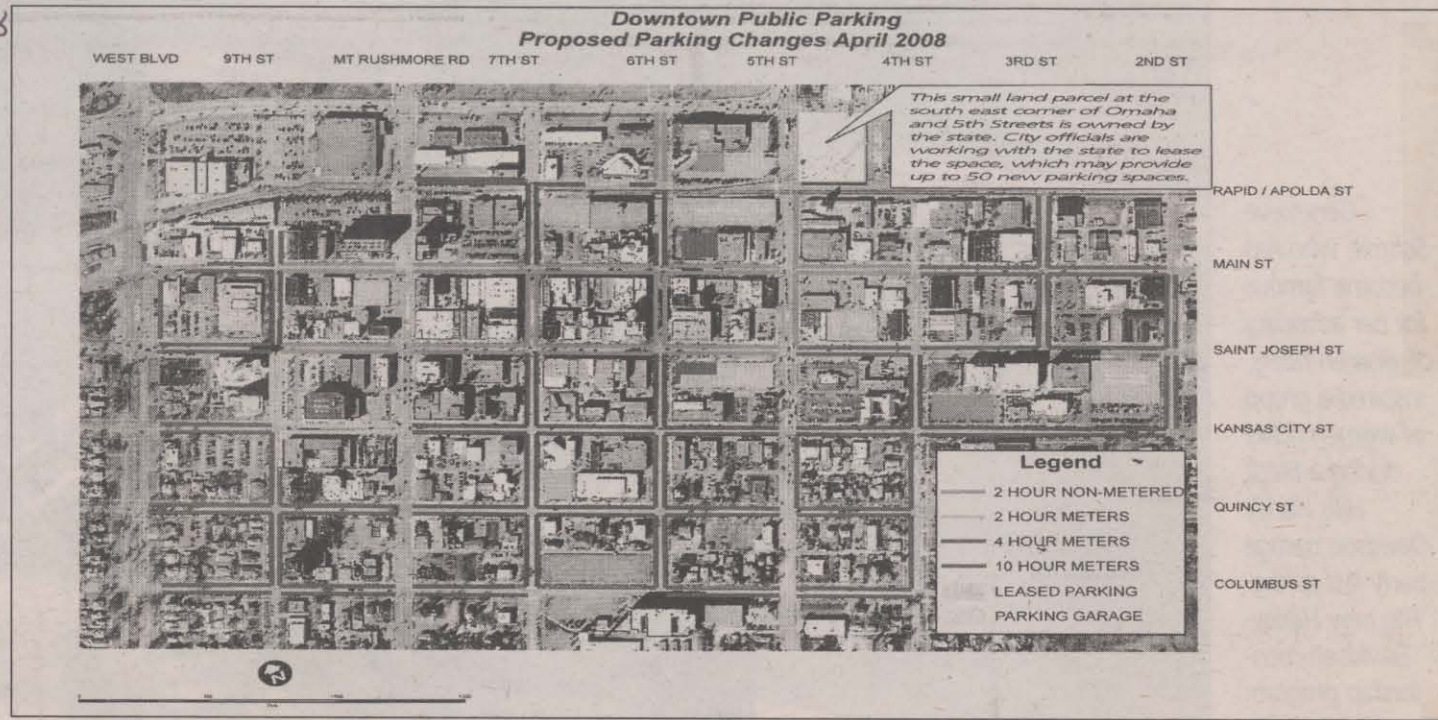 Downtown Public Parking
Proposed Parking Changes April 2008
WEST BLVD 9TH ST MT RUSHMORE RD 7TH ST 6TH ST 5TH ST 4TH ST 3RD ST 2ND ST
This small land parcel at the
south east corner of Omaha
and 5th Streets is owned by
the state. City officials are
working with the state to lease
the space, which may provide
up to 50 new parking spaces.
RAPID / APOLDA ST
MAIN ST
SAINT JOSEPH ST
KANSAS CITY ST
QUINCY ST
COLUMBUS ST
Legend
2 HOUR NON-METERED
2 HOUR METERS
4 HOUR METERS
10 HOUR METERS
LEASED PARKING
PARKING GARAGE
N